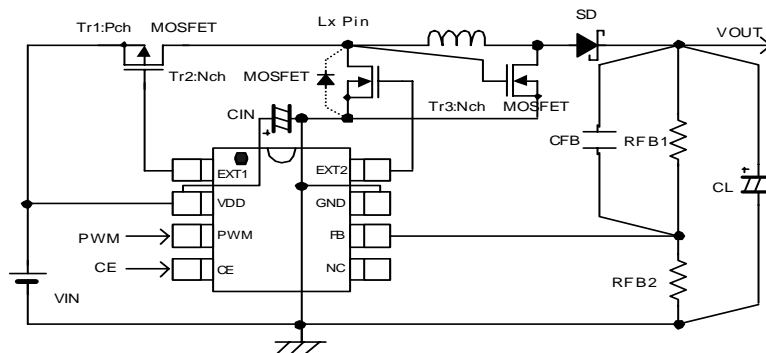 Tr1:Pch MOSFET
Lx Pin
SD
VOUT
Tr2:Nch MOSFET
Tr3:Nch MOSFET
CIN
+
CFB
RFB1
+
CL
EXT1
EXT2
VDD
GND
PWM
PWM
FB
CE
CE
NC
VIN
RFB2